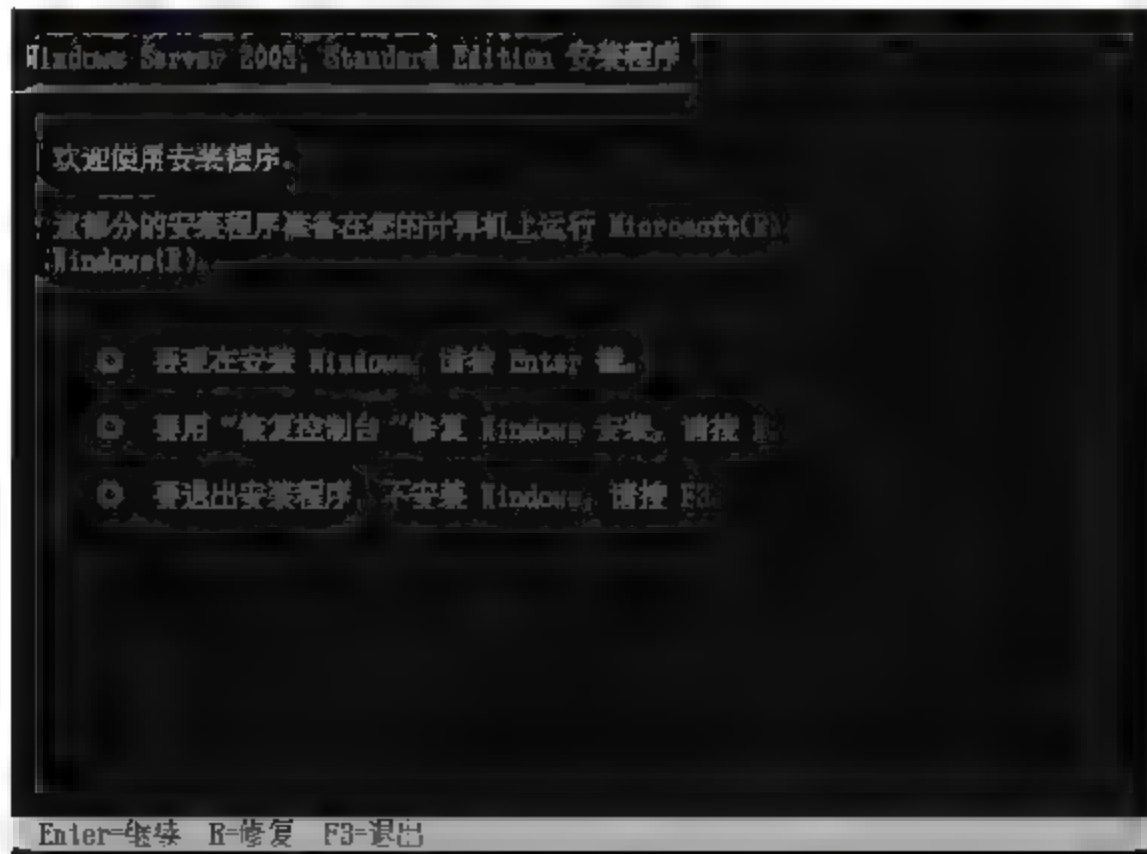 Windows Server 2003, Standard Edition 安装程序
欢迎使用安装程序。
这部分的安装程序准备在您的计算机上运行 Microsoft(R)
Windows(R)。
要现在安装 Windows，请按 Enter 键。
要用“修复控制台”修复 Windows 安装，请按 R。
要退出安装程序，不安装 Windows，请按 F3。
Enter=继续 R=修复 F3=退出